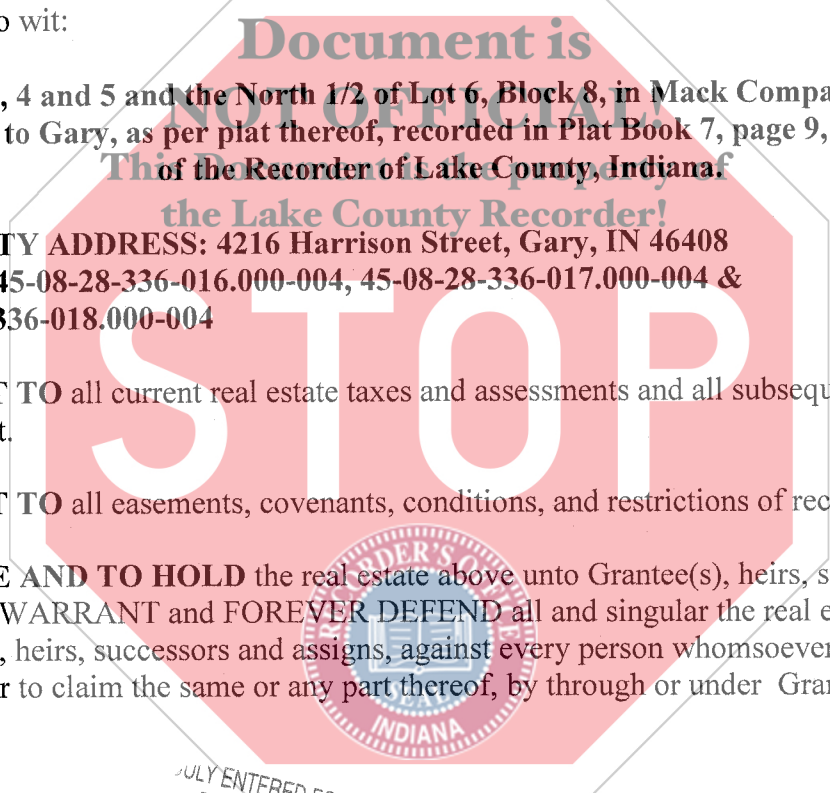 o wit:
Document is
, 4 and 5 and the North 1/2 of Lot 6, Block 8, in Mack Compa
NOT OFFICIAL!
to Gary, as per plat thereof, recorded in Plat Book 7, page 9,
This Document is the property of
of the Recorder of Lake County, Indiana.
the Lake County Recorder!
TY ADDRESS: 4216 Harrison Street, Gary, IN 46408
45-08-28-336-016.000-004, 45-08-28-336-017.000-004 &
336-018.000-004
STOP
T TO all current real estate taxes and assessments and all subsequ
t.
T TO all easements, covenants, conditions, and restrictions of rec
E AND TO HOLD the real estate above unto Grantee(s), heirs, s
WARRANT and FOREVER DEFEND all and singular the real e
, heirs, successors and assigns, against every person whomsoever
r to claim the same or any part thereof, by through or under Gran
RECORDER'S OFFICE
SEAL
INDIANA
ULY ENTERED FO